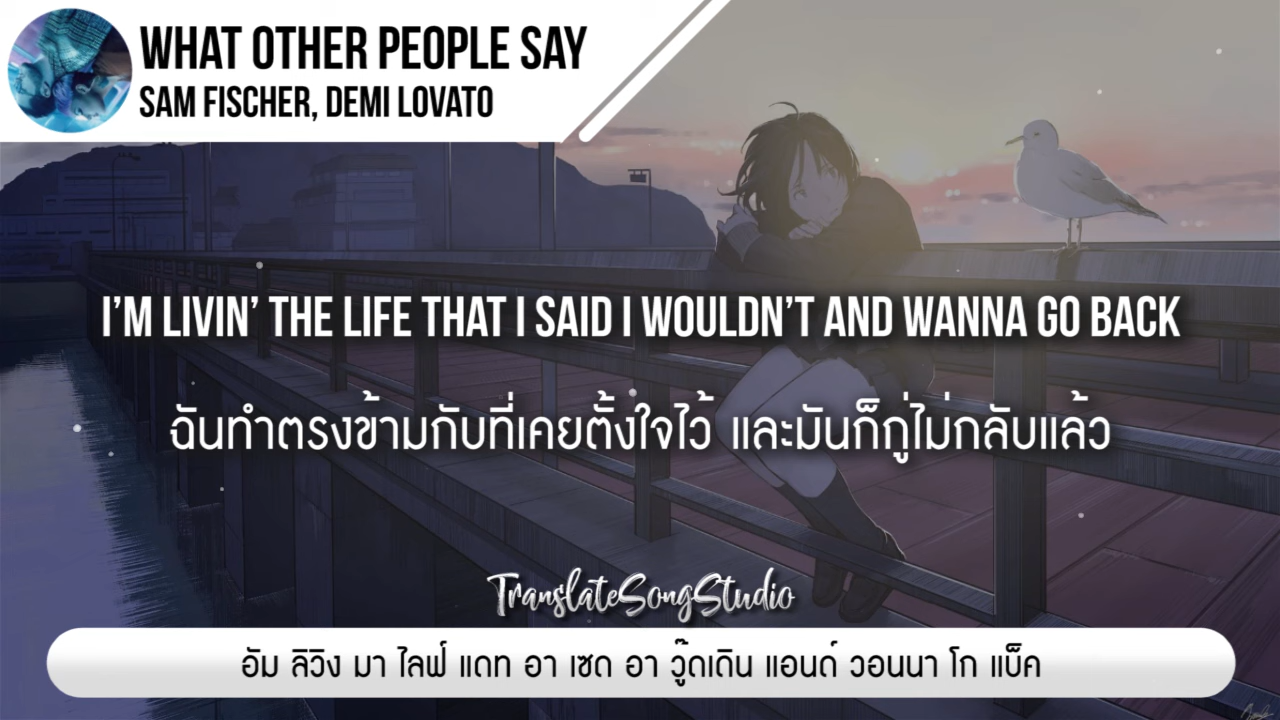 WHAT OTHER PEOPLE SAY
SAM FISCHER, DEMI LOVATO
I'M LIVIN' THE LIFE THAT I SAID I WOULDN'T AND WANNA GO BACK
ฉันทำตรงข้ามกับที่เคยตั้งใจไว้ และมันก็กู่ไม่กลับแล้ว
TranslateSongStudio
อัม ลิวิง มา ไลฟ์ แดท อา เซด อา วู๊ดเดิน แอนด์ วอนนา โก แบ็ค